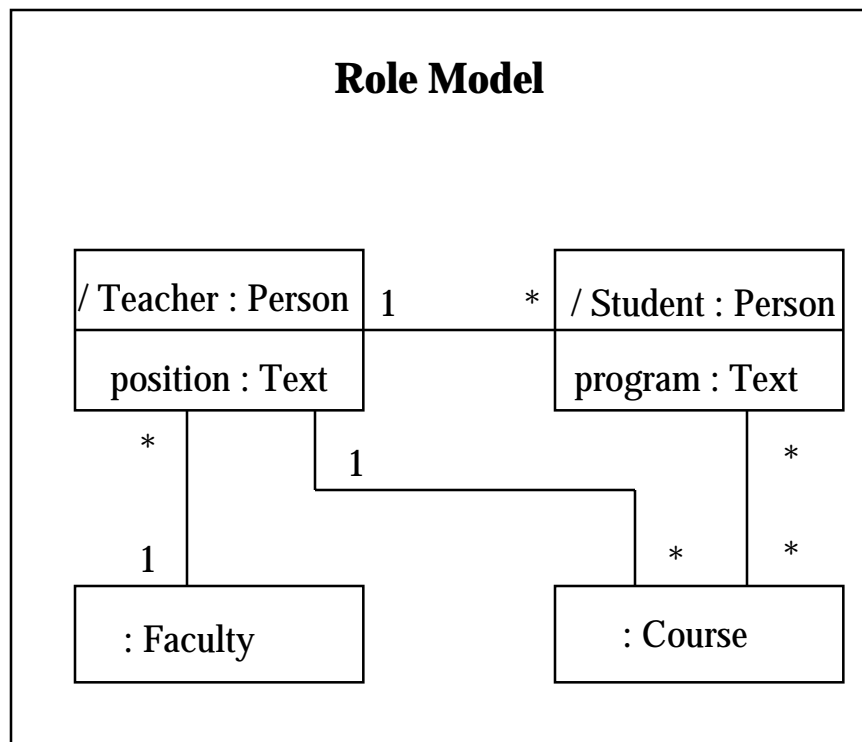 Role Model
/ Teacher : Person
1
*
/ Student : Person
position : Text
program : Text
*
1
*
1
*
*
: Faculty
: Course